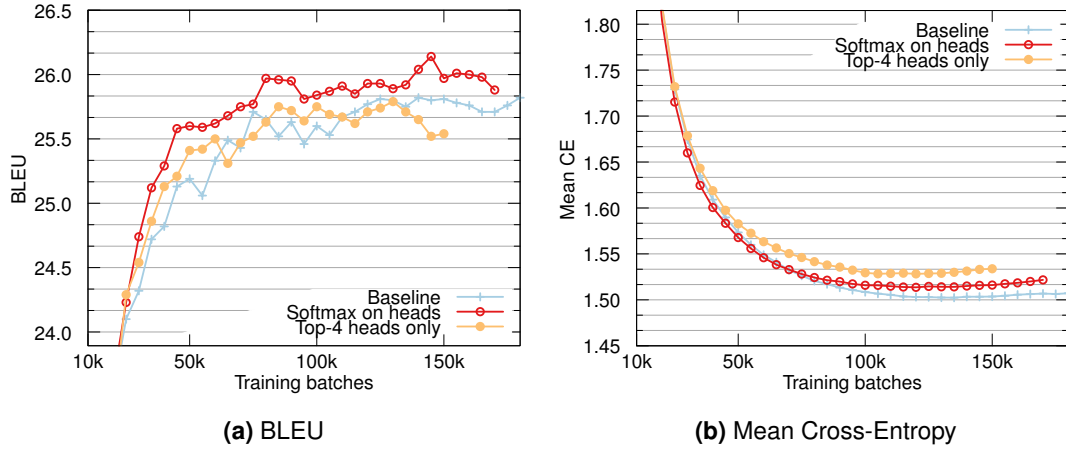 26.5
26.0
25.5
25.0
24.5
24.0
BLEU
Baseline
Softmax on heads
Top-4 heads only
10k
50k
100k
150k
Training batches
(a) BLEU
1.80
1.75
1.70
1.65
1.60
1.55
1.50
1.45
Mean CE
Baseline
Softmax on heads
Top-4 heads only
10k
50k
100k
150k
Training batches
(b) Mean Cross-Entropy